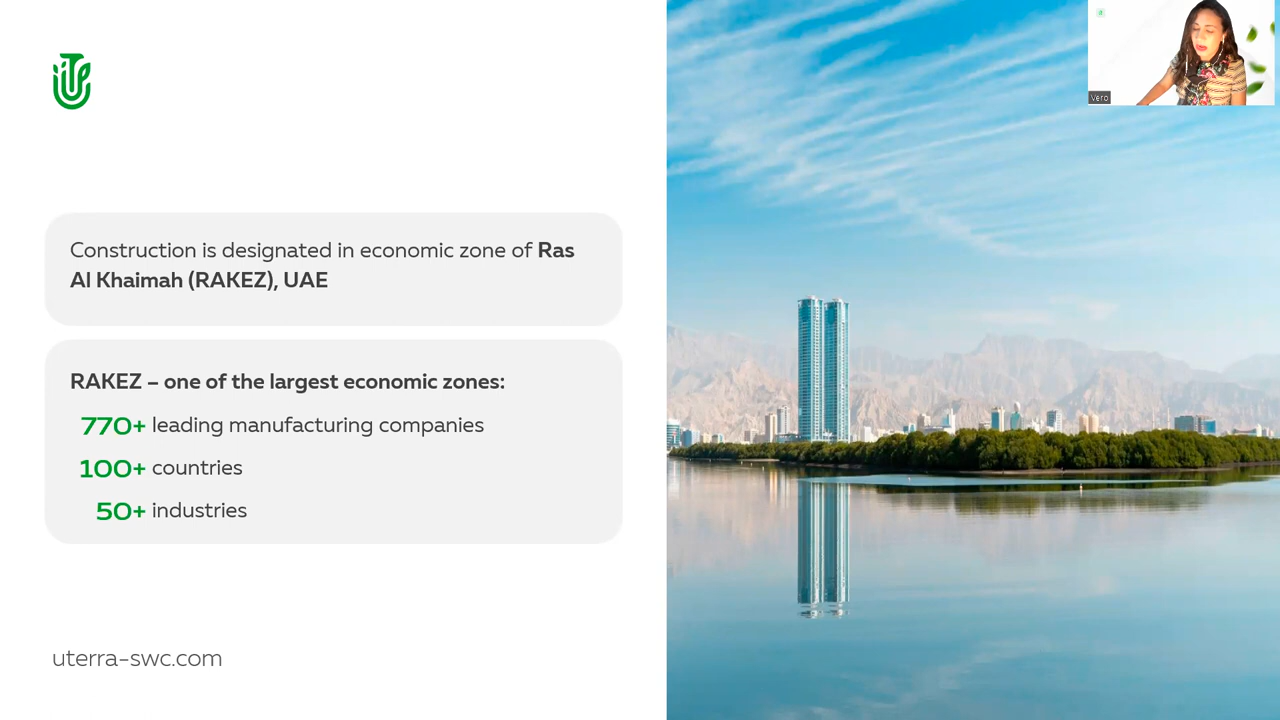 Construction is designated in economic zone of Ras
Al Khaimah (RAKEZ), UAE
RAKEZ – one of the largest economic zones:
770+ leading manufacturing companies
100+ countries
50+ industries
uterra-swc.com
Vero